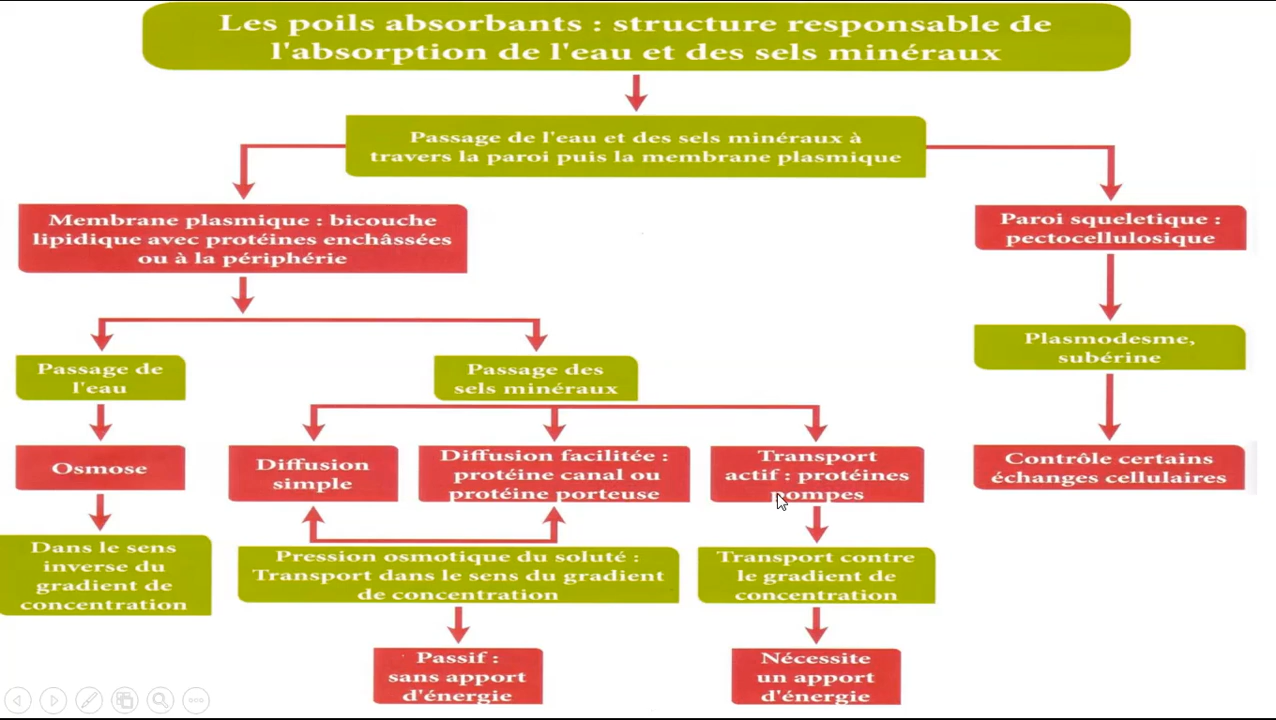 Les poils absorbants : structure responsable de
l'absorption de l'eau et des sels minéraux
Passage de l'eau et des sels minéraux à
travers la paroi puis la membrane plasmique
Membrane plasmique : bicouche
lipidique avec protéines enchâssées
ou à la périphérie
Paroi squeletique :
pectocellulosique
Passage de
l'eau
Passage des
sels minéraux
Plasmodesme,
subérine
Osmose
Diffusion
simple
Diffusion facilitée :
protéine canal ou
protéine porteuse
Transport
actif : protéines
pompes
Contrôle certains
échanges cellulaires
Dans le sens
inverse du
gradient de
concentration
Pression osmotique du soluté :
Transport dans le sens du gradient
de concentration
Transport contre
le gradient de
concentration
Passif :
sans apport
d'énergie
Nécessite
un apport
d'énergie